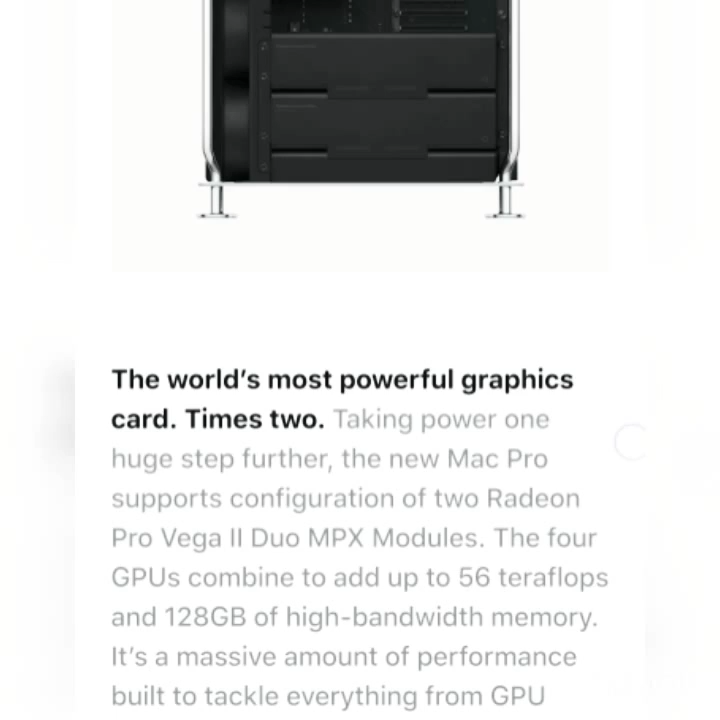 The world's most powerful graphics
card. Times two. Taking power one
huge step further, the new Mac Pro
supports configuration of two Radeon
Pro Vega II Duo MPX Modules. The four
GPUs combine to add up to 56 teraflops
and 128GB of high-bandwidth memory.
It's a massive amount of performance
built to tackle everything from GPU